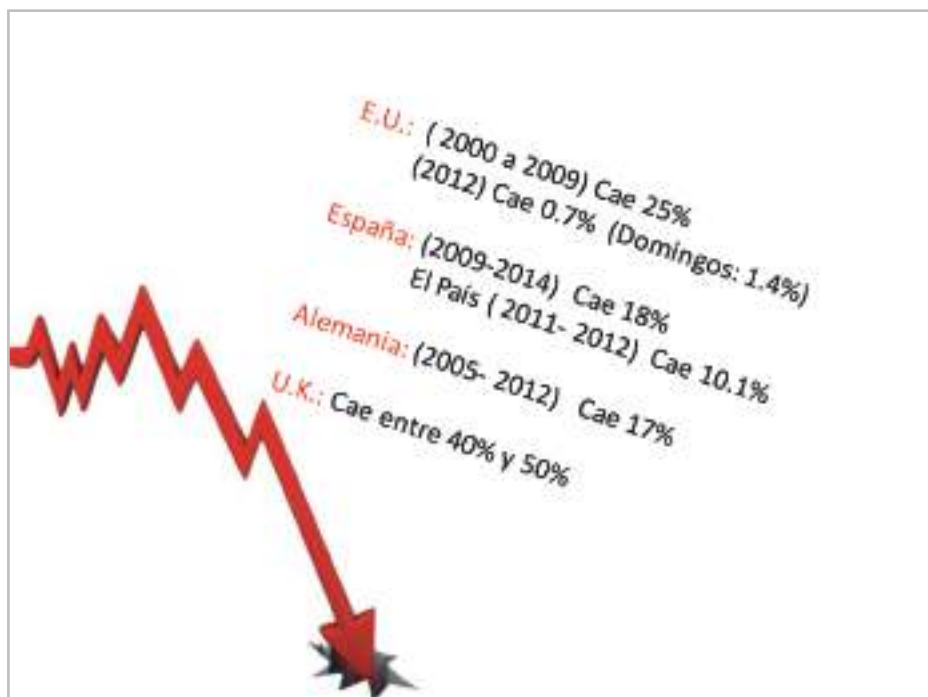 E.U.: ( 2000 a 2009) Cae 25%
(2012) Cae 0.7% (Domingos: 1.4%)
España: (2009-2014) Cae 18%
El País ( 2011- 2012) Cae 10.1%
Alemania: (2005- 2012) Cae 17%
U.K.: Cae entre 40% y 50%